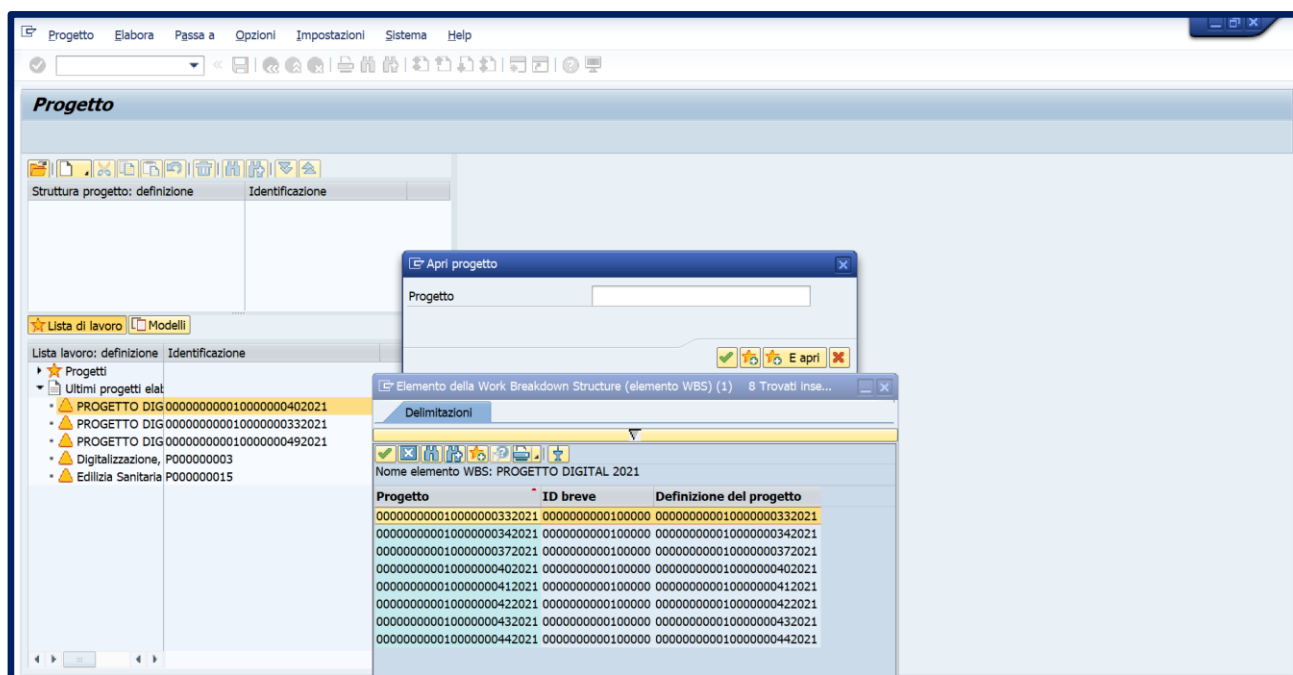 Progetto Elabora Passa a Opzioni Impostazioni Sistema Help
Progetto
Struttura progetto: definizione Identificazione
Lista di lavoro Modelli
Lista lavoro: definizione Identificazione
Progetti
Ultimi progetti elat
PROGETTO DIG 000000000010000000402021
PROGETTO DIG 000000000010000000332021
PROGETTO DIG 000000000010000000492021
Digitalizzazione, P000000003
Edilizia Sanitaria P000000015
Apri progetto
Progetto
E apri
Elemento della Work Breakdown Structure (elemento WBS) (1) 8 Trovati inse...
Delimitazioni
Nome elemento WBS: PROGETTO DIGITAL 2021
Progetto ID breve Definizione del progetto
000000000010000000332021 0000000000100000 000000000010000000332021
000000000010000000342021 0000000000100000 000000000010000000342021
000000000010000000372021 0000000000100000 000000000010000000372021
000000000010000000402021 0000000000100000 000000000010000000402021
000000000010000000412021 0000000000100000 000000000010000000412021
000000000010000000422021 0000000000100000 000000000010000000422021
000000000010000000432021 0000000000100000 000000000010000000432021
000000000010000000442021 0000000000100000 000000000010000000442021